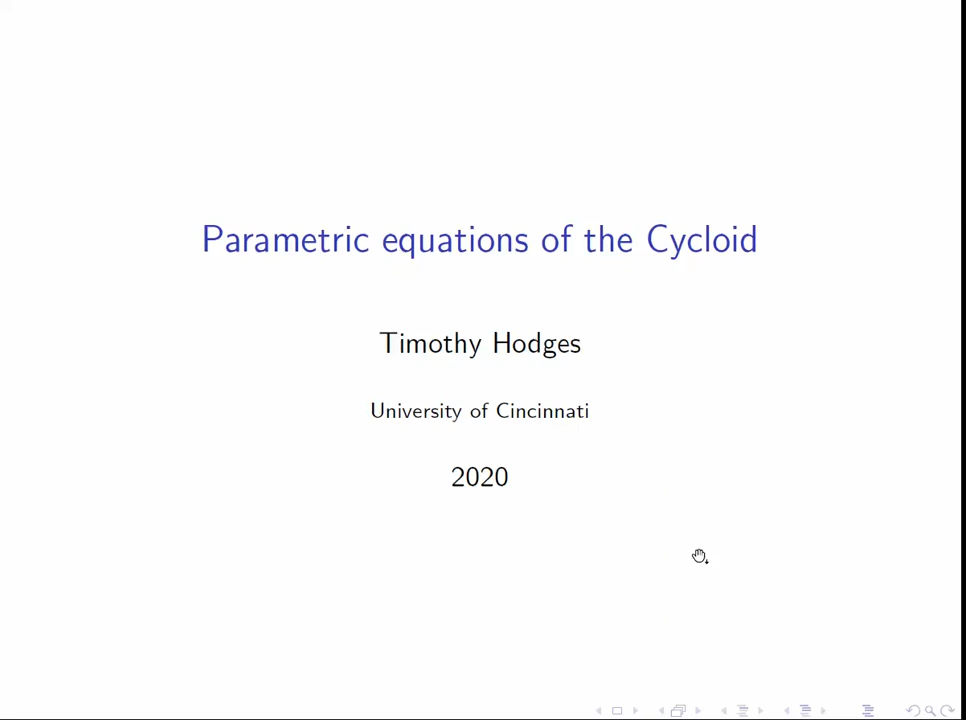 Parametric equations of the Cycloid
Timothy Hodges
University of Cincinnati
2020